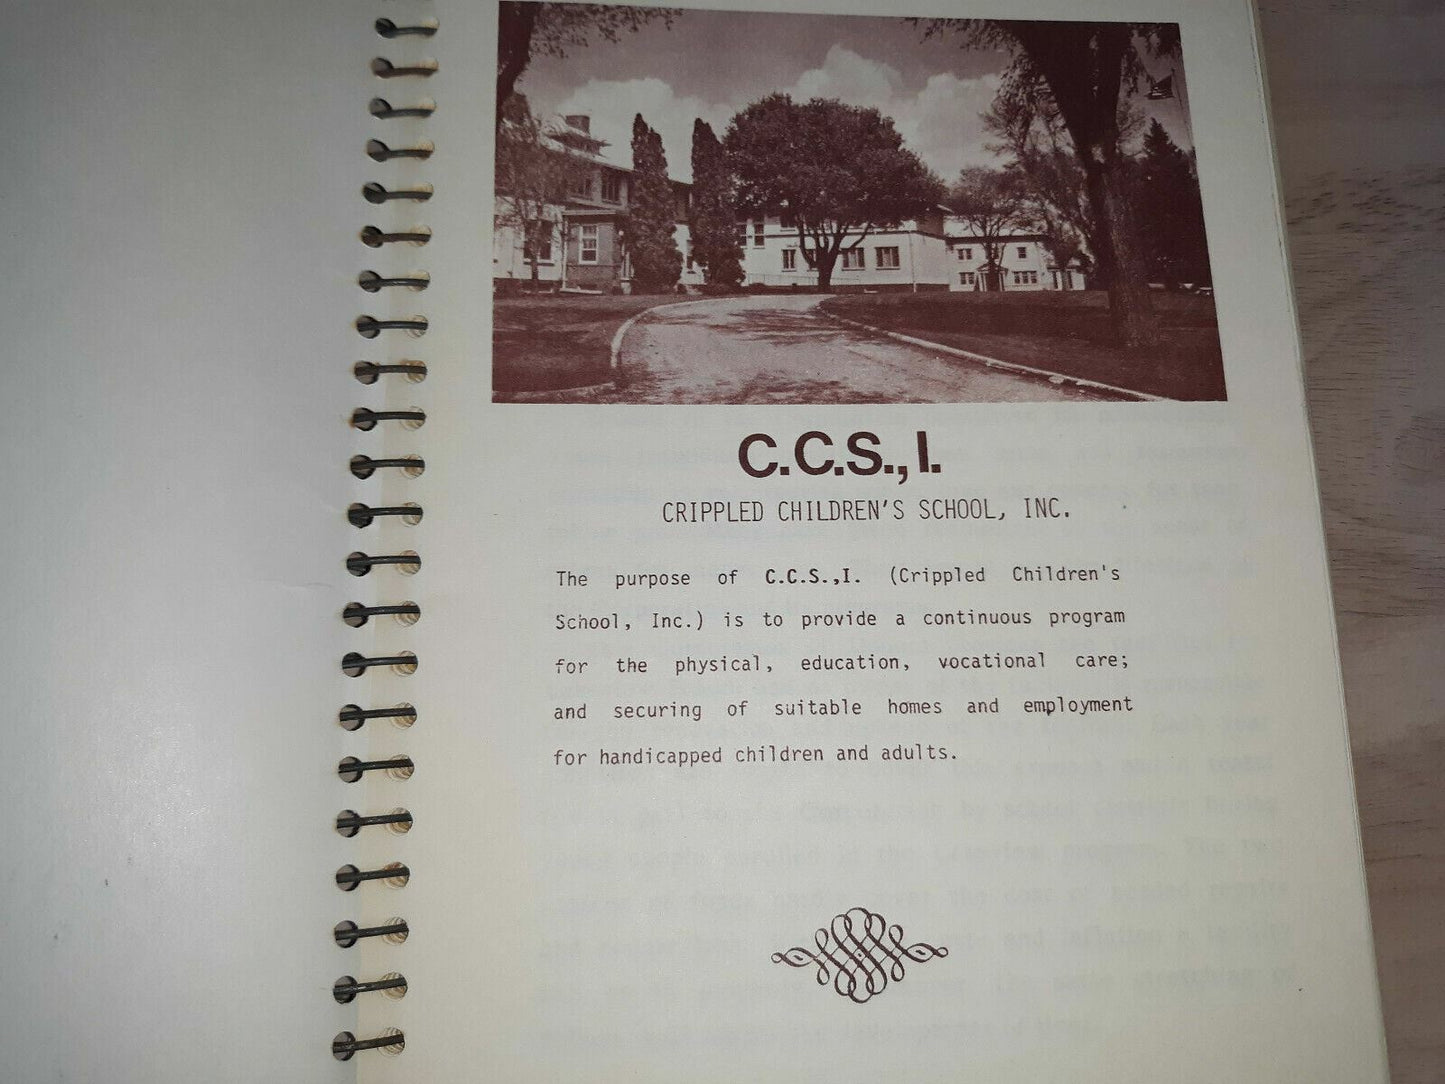 C.C.S., I.
CRIPPLED CHILDREN'S SCHOOL, INC.
The purpose of C.C.S.,I. (Crippled Children's
School, Inc.) is to provide a continuous program
for the physical, education, vocational care;
and securing of suitable homes and employment
for handicapped children and adults.